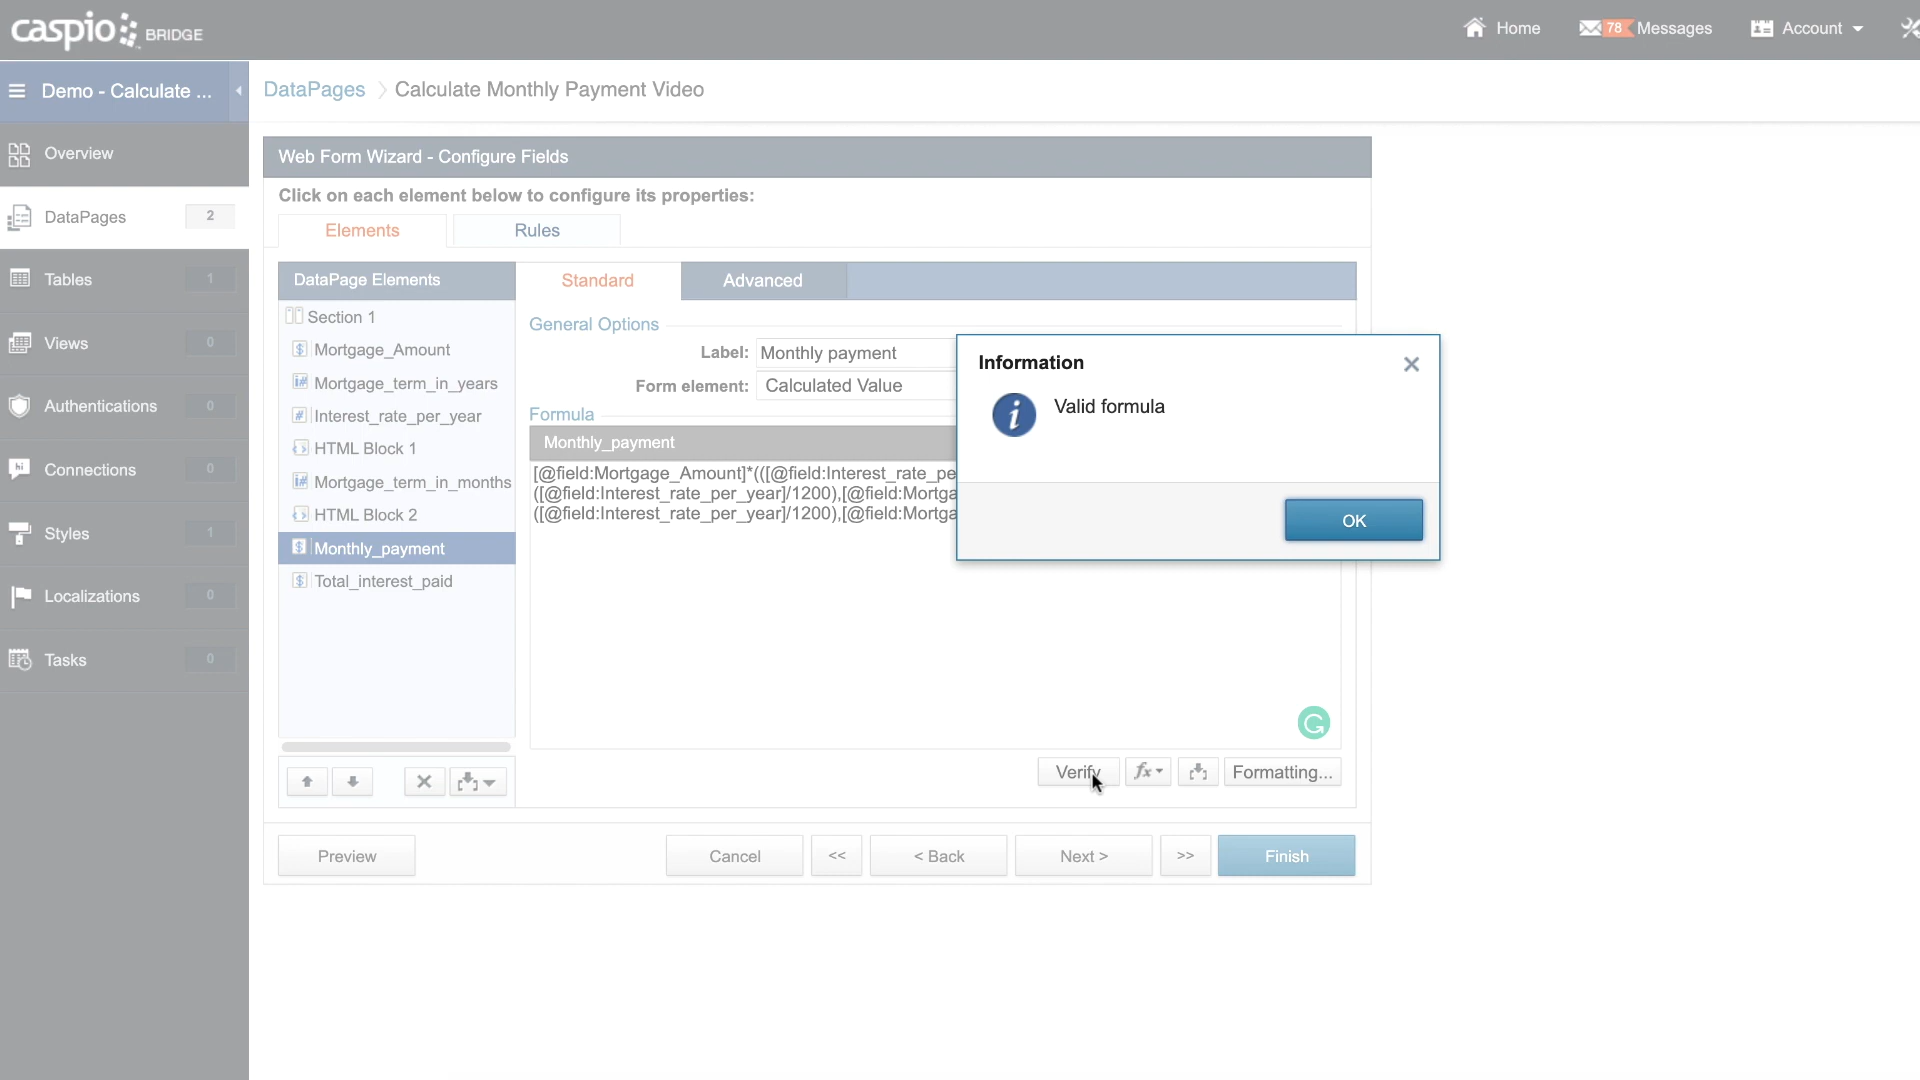 caspio BRIDGE
Home
78 Messages
Account
Demo - Calculate ...
DataPages > Calculate Monthly Payment Video
Overview
DataPages 2
Tables 1
Views 0
Authentications 0
Connections 0
Styles 1
Localizations 0
Tasks 0
Web Form Wizard - Configure Fields
Click on each element below to configure its properties:
Elements
Rules
DataPage Elements
Standard
Advanced
Section 1
Mortgage_Amount
Mortgage_term_in_years
Interest_rate_per_year
HTML Block 1
Mortgage_term_in_months
HTML Block 2
Monthly_payment
Total_interest_paid
General Options
Label: Monthly payment
Form element: Calculated Value
Formula
Monthly_payment
[@field:Mortgage_Amount]*(([@field:Interest_rate_pe
([@field:Interest_rate_per_year]/1200),[@field:Mortga
([@field:Interest_rate_per_year]/1200),[@field:Mortga
Information
Valid formula
OK
Verify
fx
Formatting...
Preview
Cancel
<<
< Back
Next >
>>
Finish